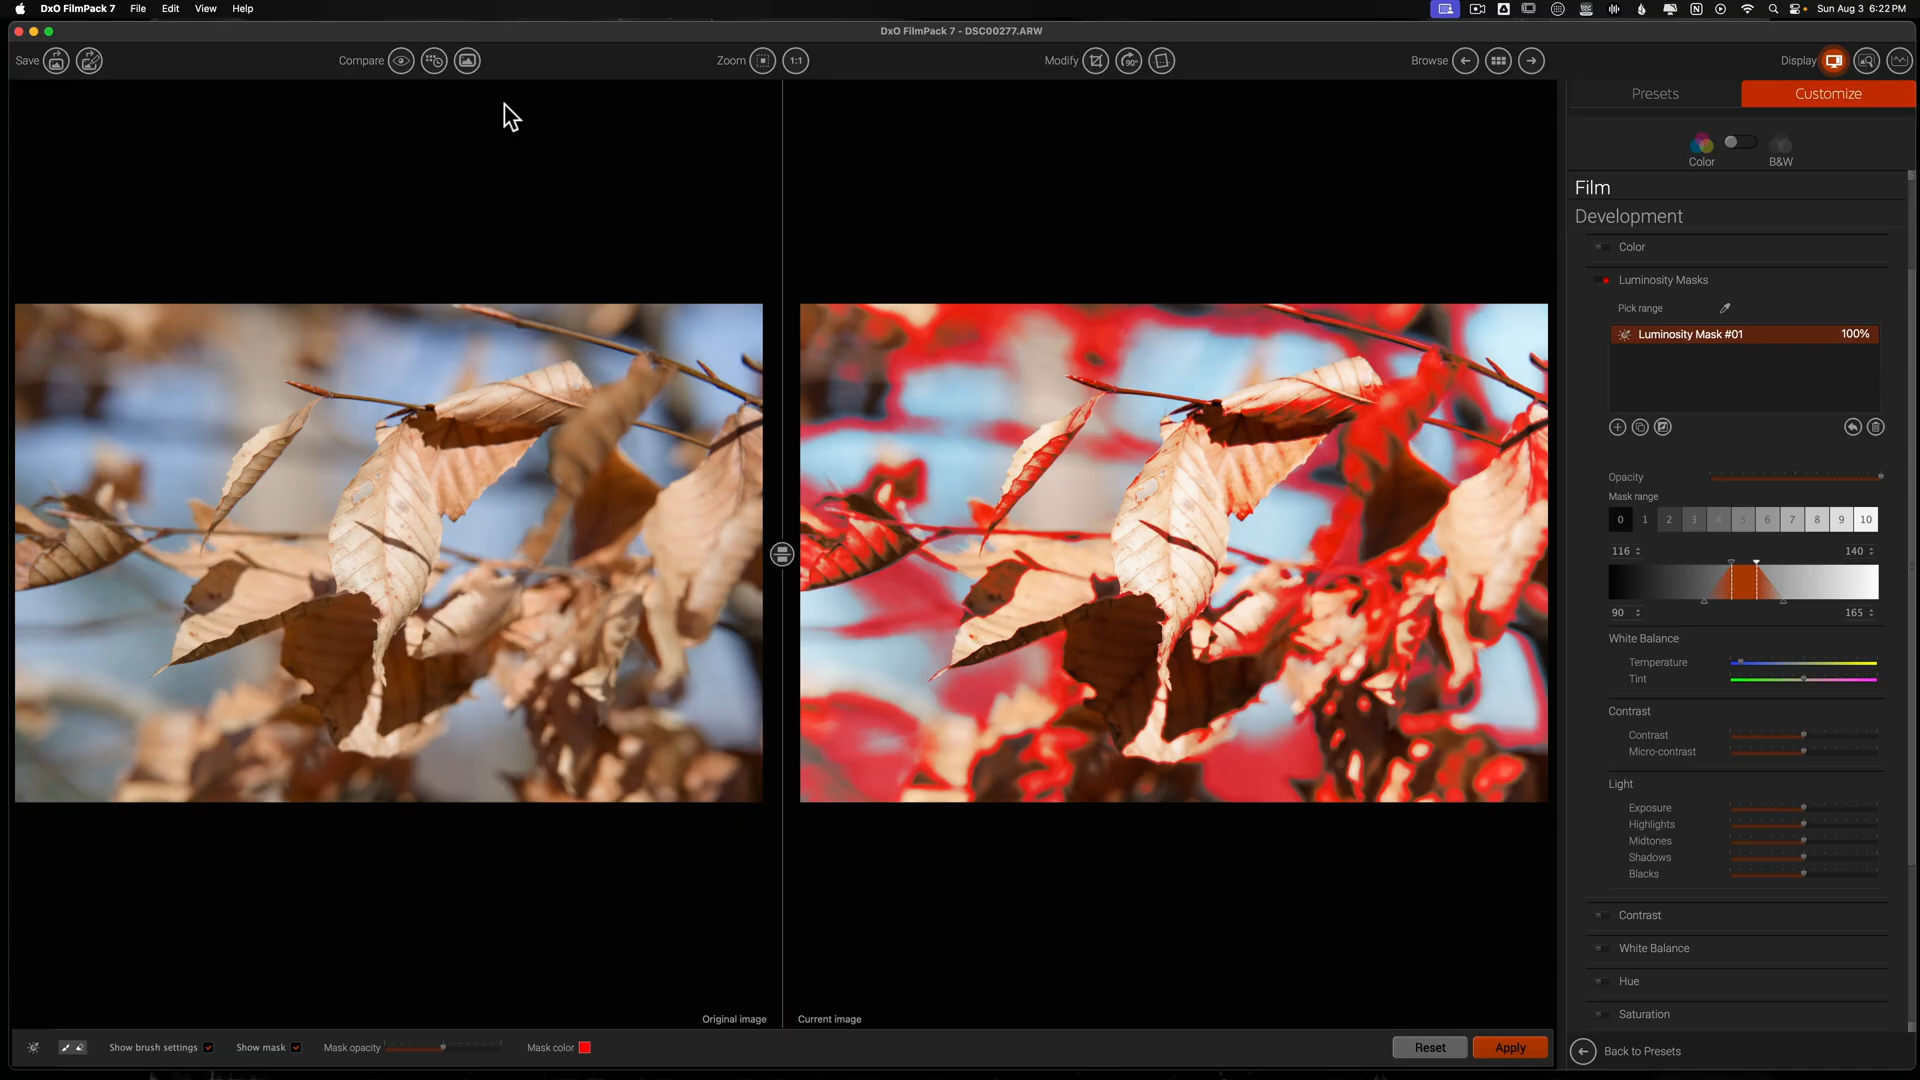 DxO FilmPack 7 File Edit View Help Sun Aug 3 6:22 PM
DxO FilmPack 7 - DSC00277.ARW
Save Compare Zoom 1:1 Modify 90° Browse Display
Presets Customize
Color B&W
Film
Development
Color
Luminosity Masks
Pick range
Luminosity Mask #01 100%
Opacity
Mask range
0 1 2 3 4 5 6 7 8 9 10
116 140
90 165
White Balance
Temperature
Tint
Contrast
Contrast
Micro-contrast
Light
Exposure
Highlights
Midtones
Shadows
Blacks
Contrast
White Balance
Hue
Saturation
Original image Current image
Show brush settings Show mask Mask opacity Mask color Reset Apply
Back to Presets